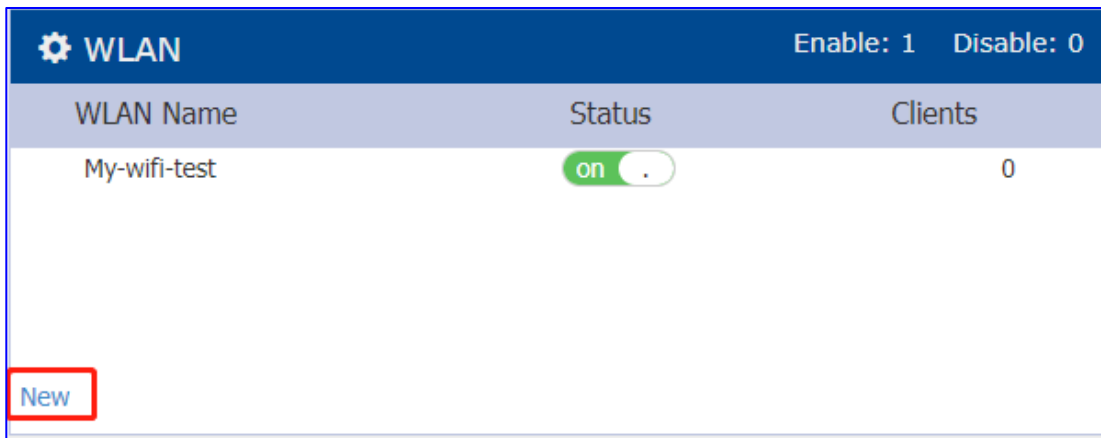 WLAN Enable: 1 Disable: 0
WLAN Name Status Clients
My-wifi-test on . 0
New